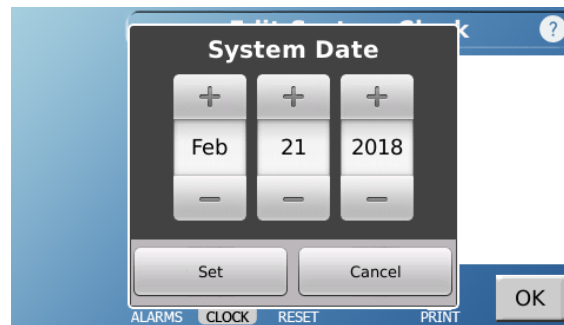 System Date
+ + +
Feb 21 2018
− − −
Set Cancel
?
OK
ALARMS CLOCK RESET PRINT